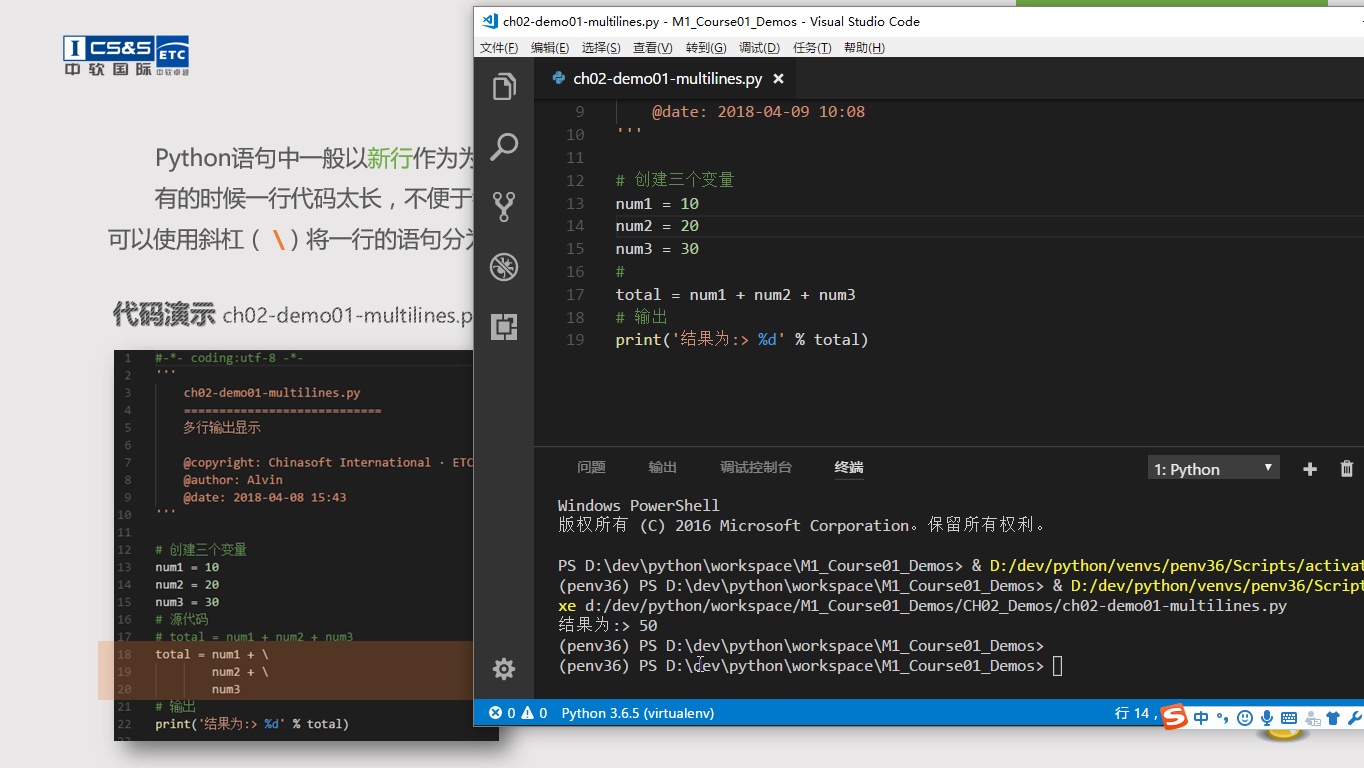 CS&S ETC
中软国际 中软卓越
Python语句中一般以新行作为为
有的时候一行代码太长，不便于
可以使用斜杠（ \ ）将一行的语句分为
代码演示 ch02-demo01-multilines.p
1 #-*- coding:utf-8 -*-
2 '''
3 ch02-demo01-multilines.py
4 ============================
5 多行输出显示
6
7 @copyright: Chinasoft International · ETC
8 @author: Alvin
9 @date: 2018-04-08 15:43
10 '''
11
12 # 创建三个变量
13 num1 = 10
14 num2 = 20
15 num3 = 30
16 # 源代码
17 # total = num1 + num2 + num3
18 total = num1 + \
19 num2 + \
20 num3
21 # 输出
22 print('结果为:> %d' % total)
ch02-demo01-multilines.py - M1_Course01_Demos - Visual Studio Code
文件(F) 编辑(E) 选择(S) 查看(V) 转到(G) 调试(D) 任务(T) 帮助(H)
ch02-demo01-multilines.py ×
9 @date: 2018-04-09 10:08
10 '''
11
12 # 创建三个变量
13 num1 = 10
14 num2 = 20
15 num3 = 30
16 #
17 total = num1 + num2 + num3
18 # 输出
19 print('结果为:> %d' % total)
问题 输出 调试控制台 终端 1: Python
Windows PowerShell
版权所有 (C) 2016 Microsoft Corporation。保留所有权利。
PS D:\dev\python\workspace\M1_Course01_Demos> & D:/dev/python/venvs/penv36/Scripts/activat
(penv36) PS D:\dev\python\workspace\M1_Course01_Demos> & D:/dev/python/venvs/penv36/Script
xe d:/dev/python/workspace/M1_Course01_Demos/CH02_Demos/ch02-demo01-multilines.py
结果为:> 50
(penv36) PS D:\dev\python\workspace\M1_Course01_Demos>
(penv36) PS D:\dev\python\workspace\M1_Course01_Demos>
0 0 Python 3.6.5 (virtualenv) 行 14，
中